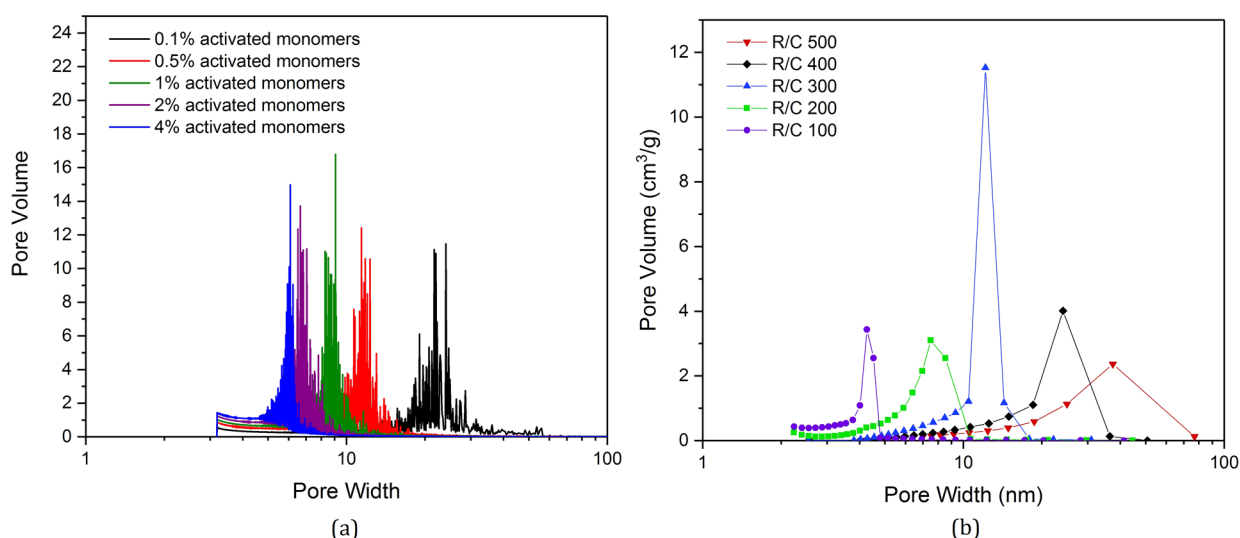 24
22
20
18
16
14
12
10
8
6
4
2
0
Pore Volume
0.1% activated monomers
0.5% activated monomers
1% activated monomers
2% activated monomers
4% activated monomers
1
10
100
Pore Width
(a)
12
10
8
6
4
2
0
Pore Volume (cm³/g)
R/C 500
R/C 400
R/C 300
R/C 200
R/C 100
1
10
100
Pore Width (nm)
(b)